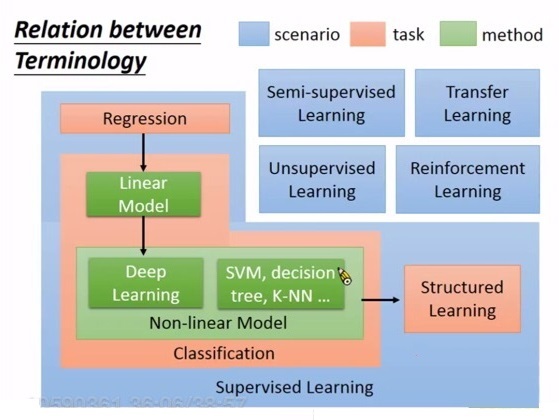 Relation between
Terminology
scenario
task
method
Semi-supervised
Learning
Transfer
Learning
Regression
Unsupervised
Learning
Reinforcement
Learning
Linear
Model
Deep
Learning
SVM, decision
tree, K-NN ...
Structured
Learning
Non-linear Model
Classification
Supervised Learning